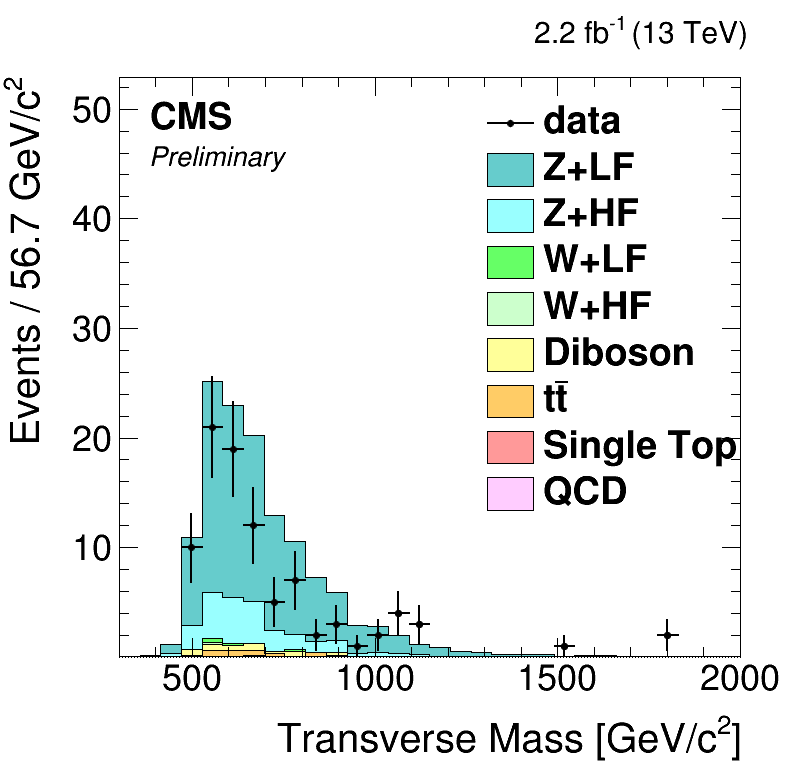 2.2 fb⁻¹ (13 TeV)
Events / 56.7 GeV/c²
50
40
30
20
10
CMS
Preliminary
data
Z+LF
Z+HF
W+LF
W+HF
Diboson
tt̄
Single Top
QCD
500
1000
1500
2000
Transverse Mass [GeV/c²]